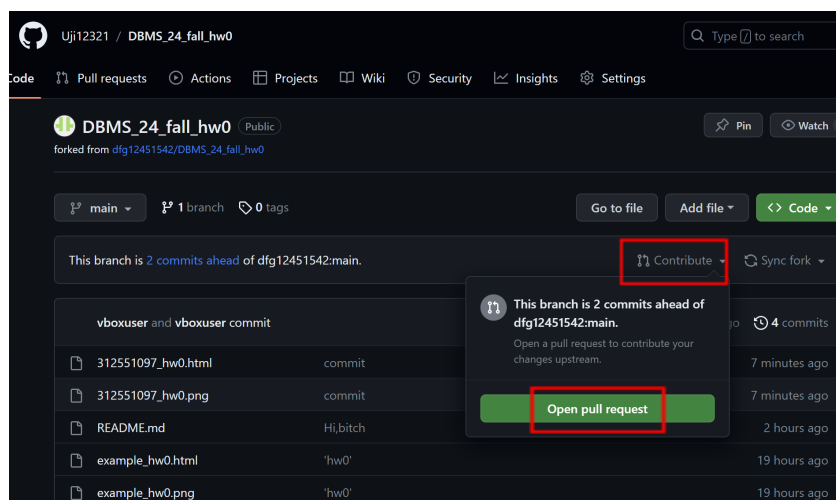 Uji12321 / DBMS_24_fall_hw0
Type / to search
Code Pull requests Actions Projects Wiki Security Insights Settings
DBMS_24_fall_hw0 Public
Pin Watch
forked from dfg12451542/DBMS_24_fall_hw0
main 1 branch 0 tags
Go to file Add file Code
This branch is 2 commits ahead of dfg12451542:main.
Contribute Sync fork
This branch is 2 commits ahead of
dfg12451542:main.
Open a pull request to contribute your
changes upstream.
Open pull request
vboxuser and vboxuser commit
4 commits
312551097_hw0.html commit 7 minutes ago
312551097_hw0.png commit 7 minutes ago
README.md Hi,bitch 2 hours ago
example_hw0.html 'hw0' 19 hours ago
example_hw0.png 'hw0' 19 hours ago